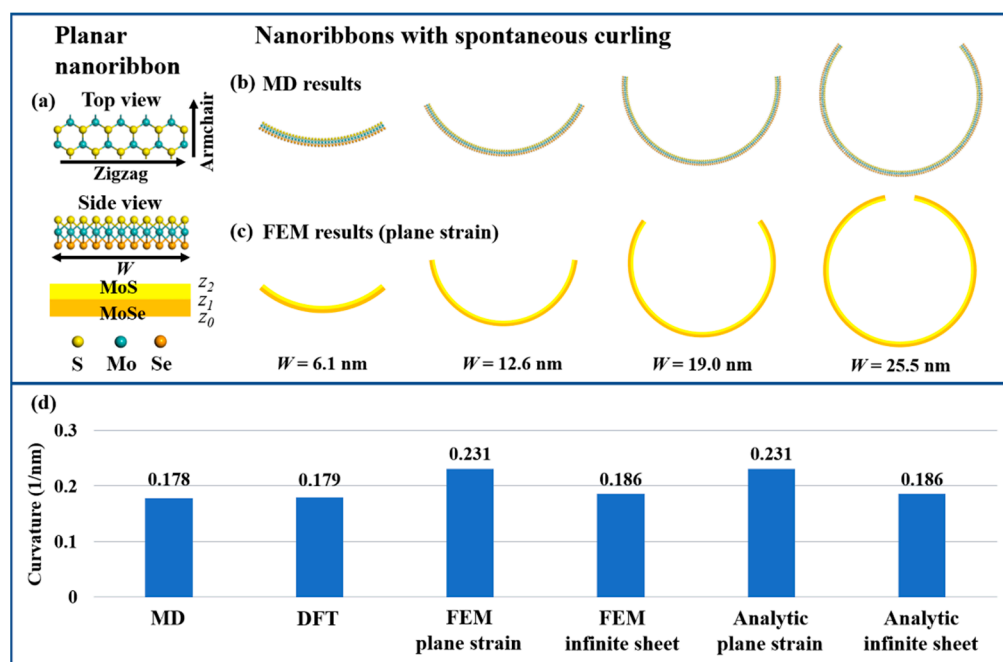 Planar
nanoribbon
Nanoribbons with spontaneous curling
(a)
Top view
Armchair
Zigzag
Side view
W
MoS
MoSe
z2
z1
z0
S Mo Se
(b) MD results
(c) FEM results (plane strain)
W = 6.1 nm W = 12.6 nm W = 19.0 nm W = 25.5 nm
(d)
Curvature (1/nm)
0.3
0.2
0.1
0
0.178 0.179 0.231 0.186 0.231 0.186
MD DFT FEM FEM Analytic Analytic
plane strain infinite sheet plane strain infinite sheet